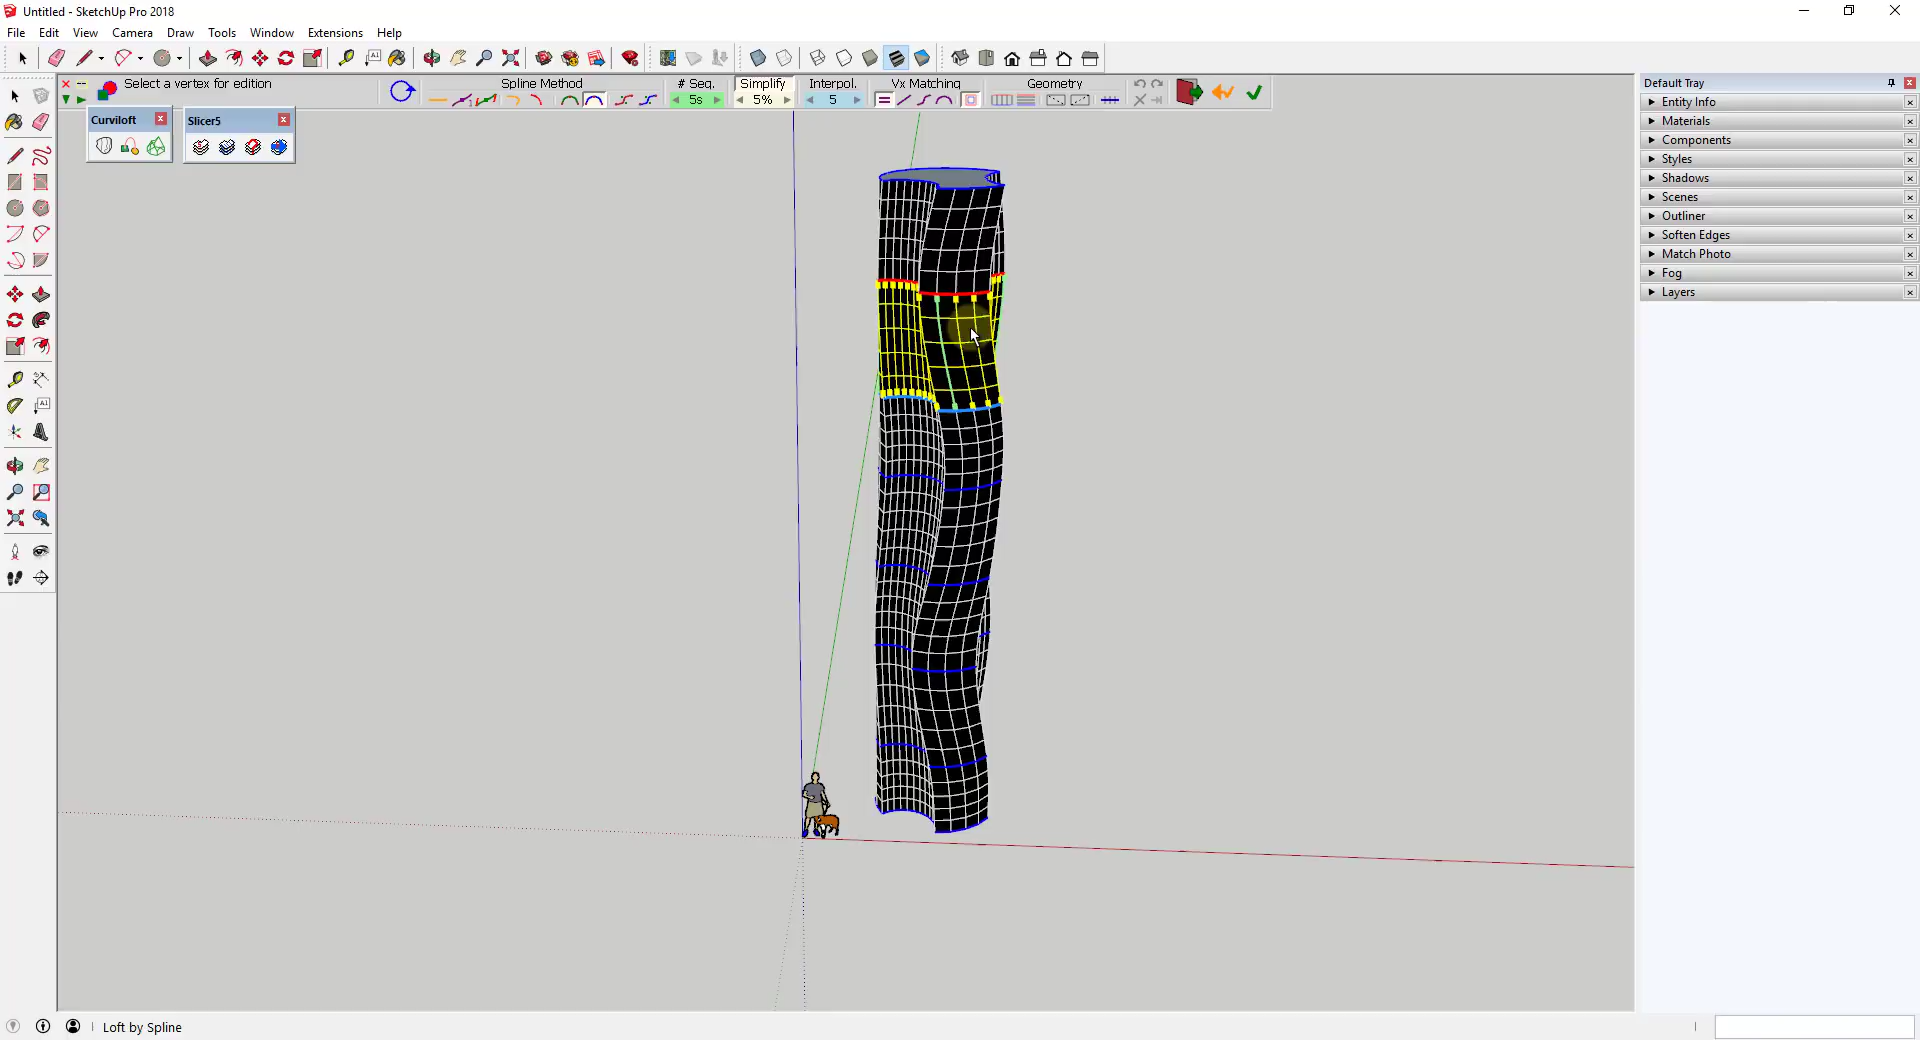 Untitled - SketchUp Pro 2018
File Edit View Camera Draw Tools Window Extensions Help
Select a vertex for edition
Spline Method
# Seq.
5s
Simplify
5%
Interpol.
5
Vx Matching
Geometry
Curviloft
Slicer5
Default Tray
Entity Info
Materials
Components
Styles
Shadows
Scenes
Outliner
Soften Edges
Match Photo
Fog
Layers
Loft by Spline